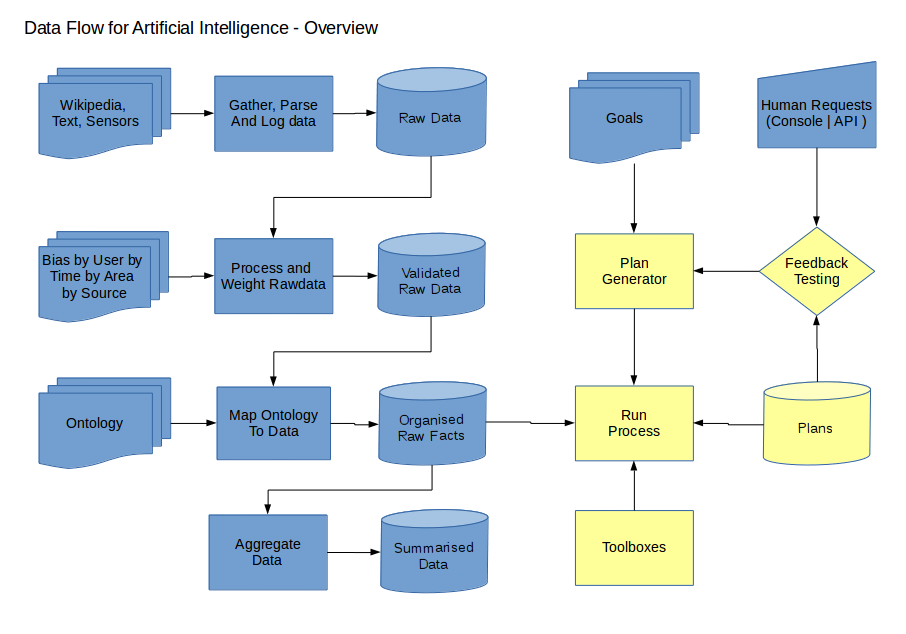 Data Flow for Artificial Intelligence - Overview
Wikipedia,
Text, Sensors
Gather, Parse
And Log data
Raw Data
Goals
Human Requests
(Console | API )
Bias by User by
Time by Area
by Source
Process and
Weight Rawdata
Validated
Raw Data
Plan
Generator
Feedback
Testing
Ontology
Map Ontology
To Data
Organised
Raw Facts
Run
Process
Plans
Aggregate
Data
Summarised
Data
Toolboxes